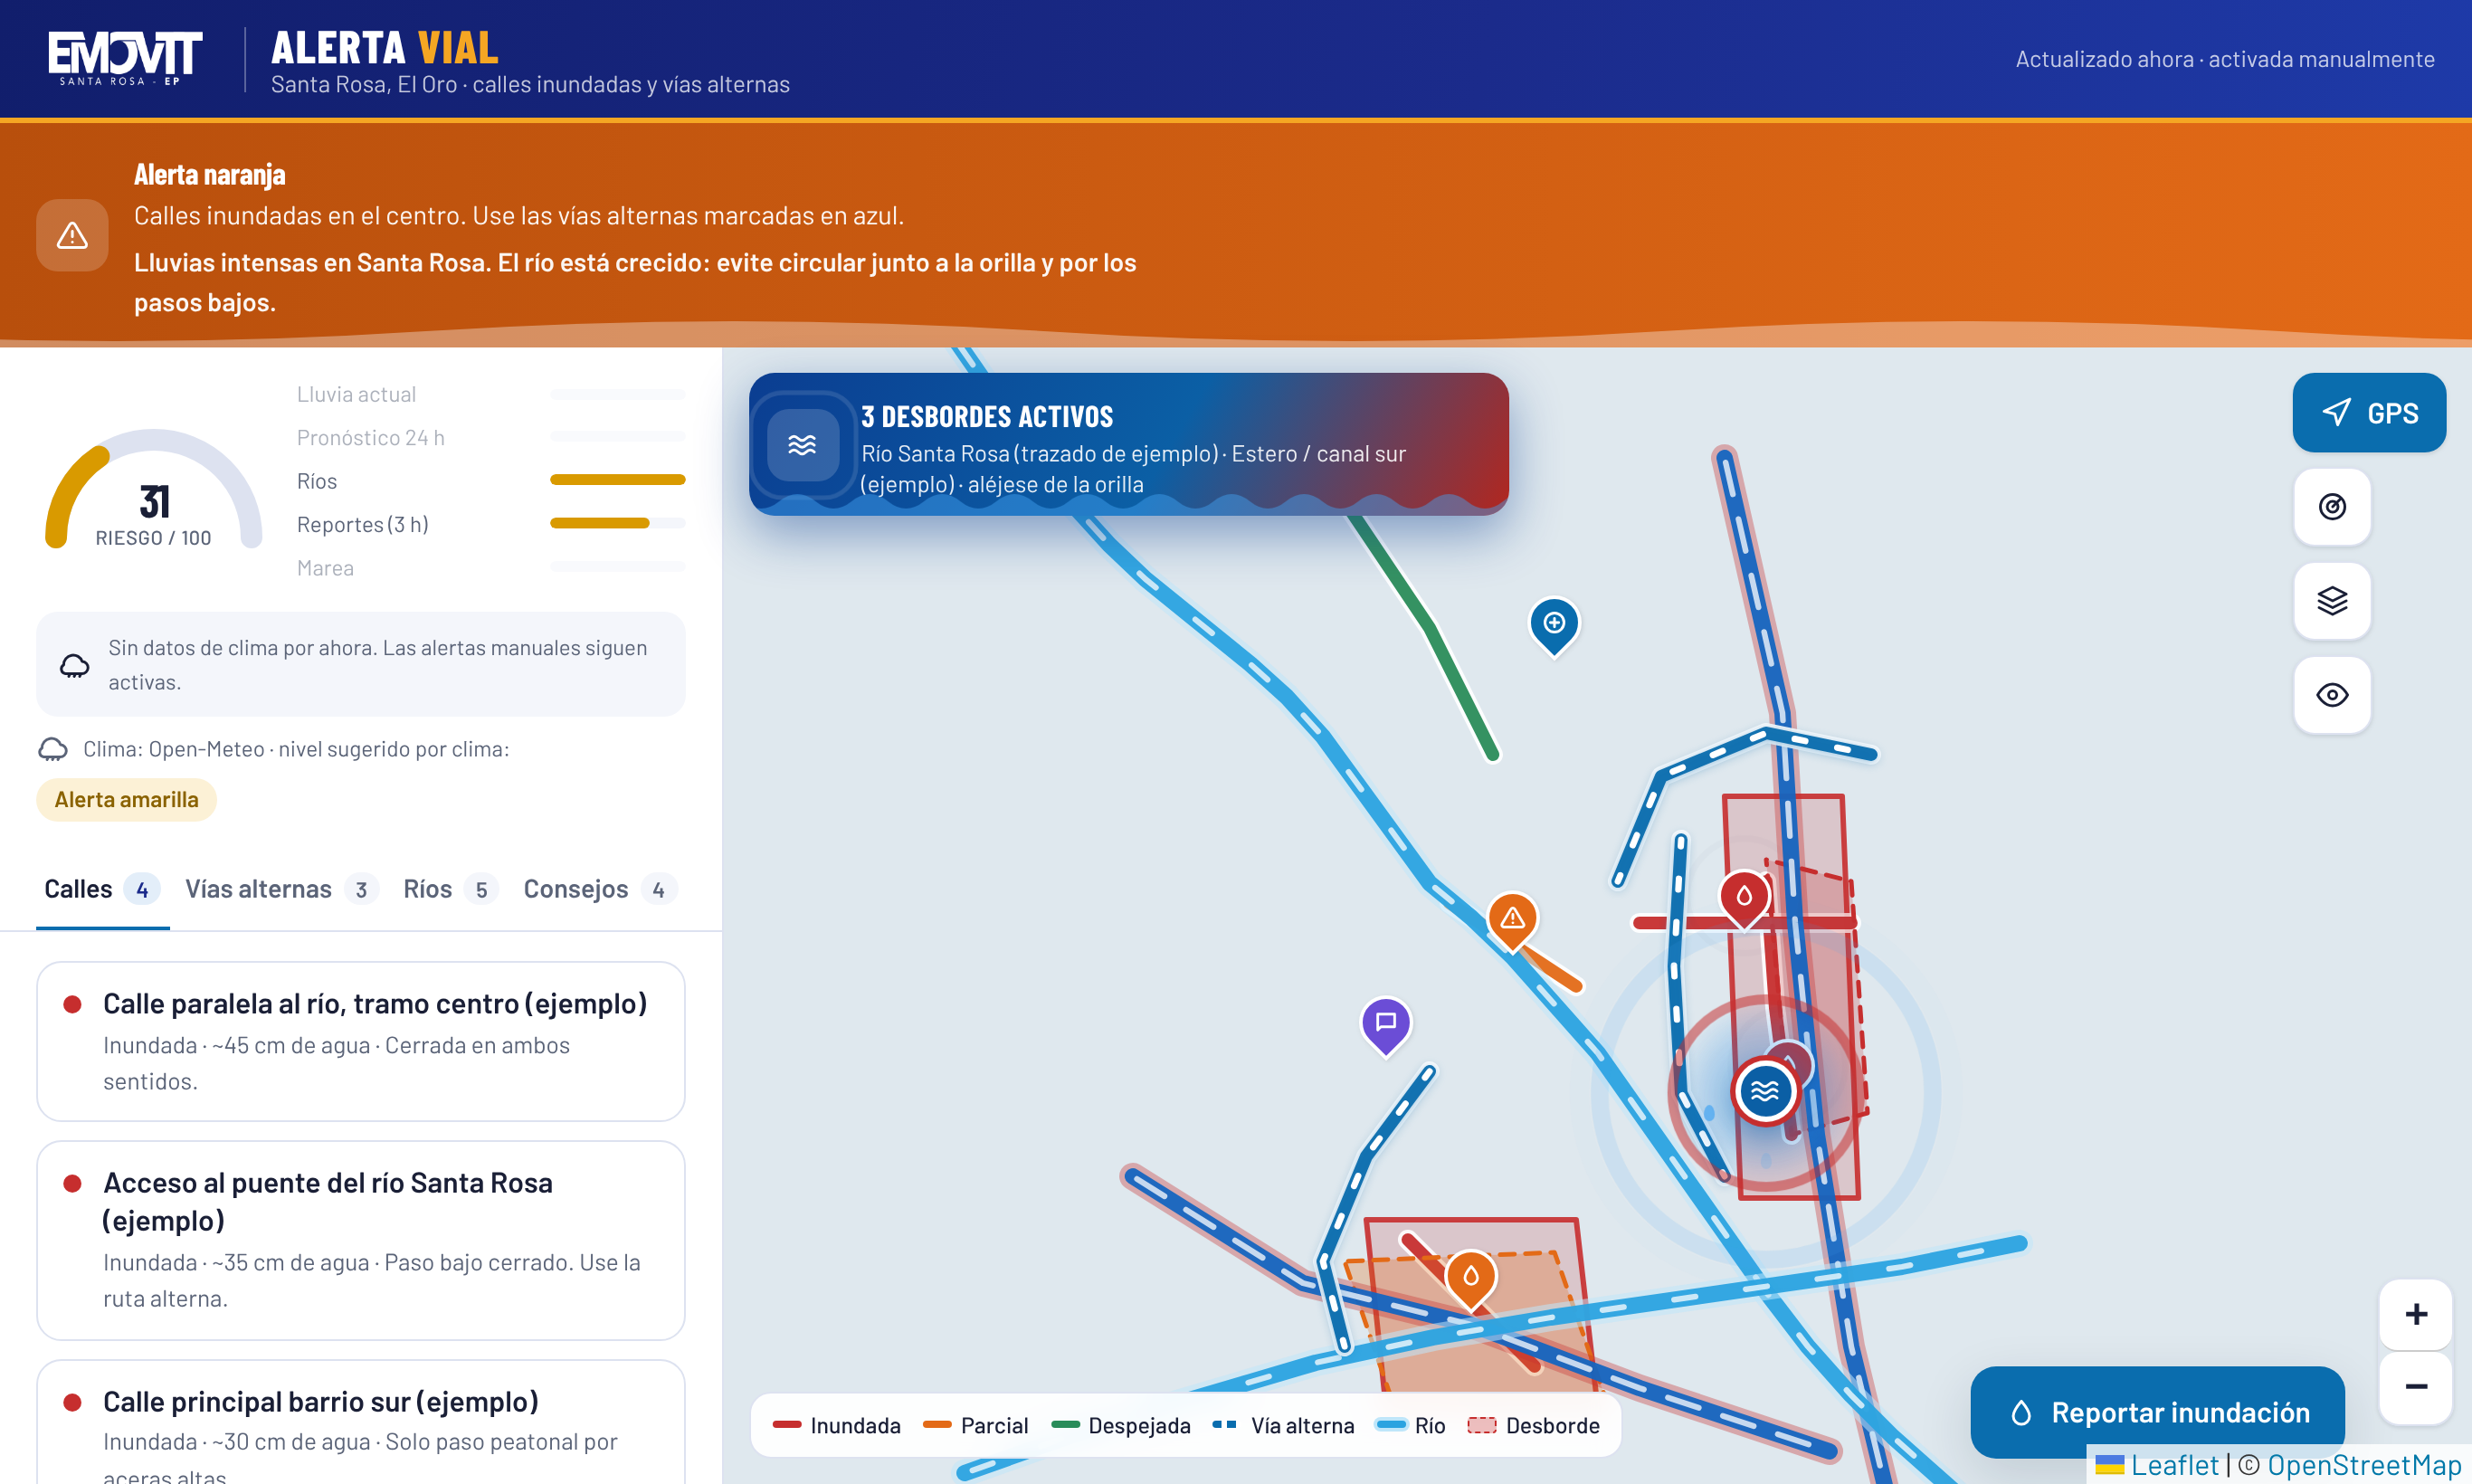 EMOVTT
SANTA ROSA - EP
ALERTA VIAL
Santa Rosa, El Oro · calles inundadas y vías alternas
Actualizado ahora · activada manualmente
Alerta naranja
Calles inundadas en el centro. Use las vías alternas marcadas en azul.
Lluvias intensas en Santa Rosa. El río está crecido: evite circular junto a la orilla y por los
pasos bajos.
Lluvia actual
Pronóstico 24 h
Ríos
Reportes (3 h)
Marea
31
RIESGO / 100
Sin datos de clima por ahora. Las alertas manuales siguen
activas.
Clima: Open-Meteo · nivel sugerido por clima:
Alerta amarilla
Calles 4 Vías alternas 3 Ríos 5 Consejos 4
Calle paralela al río, tramo centro (ejemplo)
Inundada · ~45 cm de agua · Cerrada en ambos
sentidos.
Acceso al puente del río Santa Rosa
(ejemplo)
Inundada · ~35 cm de agua · Paso bajo cerrado. Use la
ruta alterna.
Calle principal barrio sur (ejemplo)
Inundada · ~30 cm de agua · Solo paso peatonal por
aceras altas.
3 DESBORDES ACTIVOS
Río Santa Rosa (trazado de ejemplo) · Estero / canal sur
(ejemplo) · aléjese de la orilla
GPS
+
−
Inundada Parcial Despejada Vía alterna Río Desborde
Reportar inundación
Leaflet | © OpenStreetMap